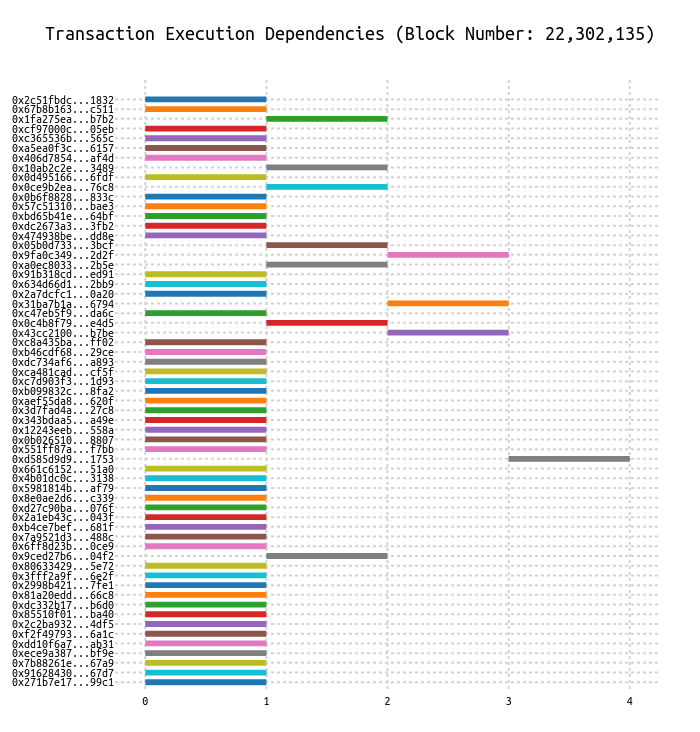 Transaction Execution Dependencies (Block Number: 22,302,135)
0x2c51fbdc...1832
0x67b8b163...c511
0x1fa275ea...b7b2
0xcf97000c...05eb
0xc365536b...565c
0xa5ea0f3c...6157
0x406d7854...af4d
0x10ab2c2e...3489
0x0d495166...6fdf
0x0ce9b2ea...76c8
0x0b6f8828...833c
0x57c51310...bae3
0xbd65b41e...64bf
0xdc2673a3...3fb2
0x474938be...dd8e
0x05b0d733...3bcf
0x9fa0c349...2d2f
0xa0ec8033...2b5e
0x91b318cd...ed91
0x634d66d1...2bb9
0x2a7dcfc1...0a20
0x31ba7b1a...6794
0xc47eb5f9...da6c
0x0c4b8f79...e4d5
0x43cc2100...b7be
0xc8a435ba...ff02
0xb46cdf68...29ce
0xdc734af6...a893
0xca481cad...cf5f
0xc7d903f3...1d93
0xb099832c...8fa2
0xaef55da8...620f
0x3d7fad4a...27c8
0x343bdaa5...a49e
0x12243eeb...558a
0x0b026510...8807
0x551ff87a...f7bb
0xd585d9d9...1753
0x661c6152...51a0
0x4b01dc0c...3138
0x5981814b...af79
0x8e0ae2d6...c339
0xd27c90ba...076f
0x2a1eb43c...043f
0xb4ce7bef...681f
0x7a9521d3...488c
0x6ff8d23b...0ce9
0x9ced27b6...04f2
0x80633429...5e72
0x3fff2a9f...6e2f
0x2998b421...7fe1
0x81a20edd...66c8
0xdc332b17...b6d0
0x85510f01...ba40
0x2c2ba932...4df5
0xf2f49793...6a1c
0xdd10f6a7...ab31
0xece9a387...bf9e
0x7b88261e...67a9
0x91628430...67d7
0x271b7e17...99c1
0 1 2 3 4